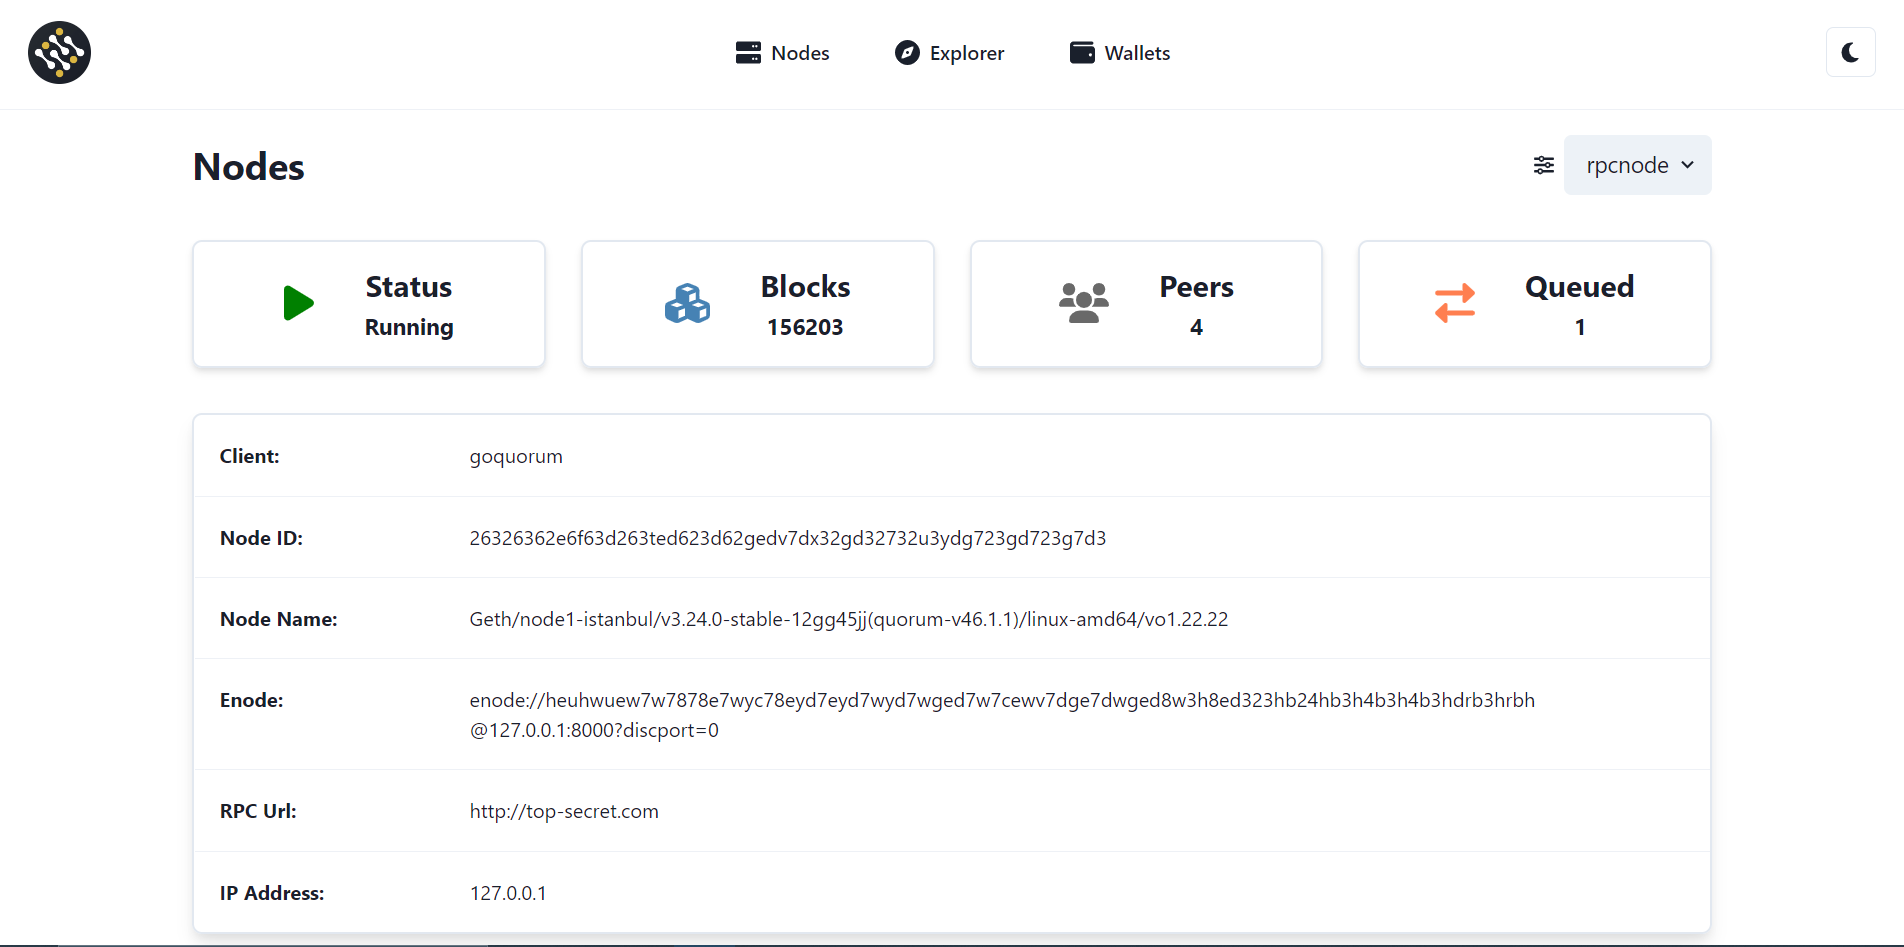 Nodes Explorer Wallets
Nodes
rpcnode
Status
Running
Blocks
156203
Peers
4
Queued
1
Client: goquorum
Node ID: 26326362e6f63d263ted623d62gedv7dx32gd32732u3ydg723gd723g7d3
Node Name: Geth/node1-istanbul/v3.24.0-stable-12gg45jj(quorum-v46.1.1)/linux-amd64/vo1.22.22
Enode: enode://heuhwuew7w7878e7wyc78eyd7eyd7wyd7wged7w7cewv7dge7dwged8w3h8ed323hb24hb3h4b3h4b3hdrb3hrbh
@127.0.0.1:8000?discport=0
RPC Url: http://top-secret.com
IP Address: 127.0.0.1